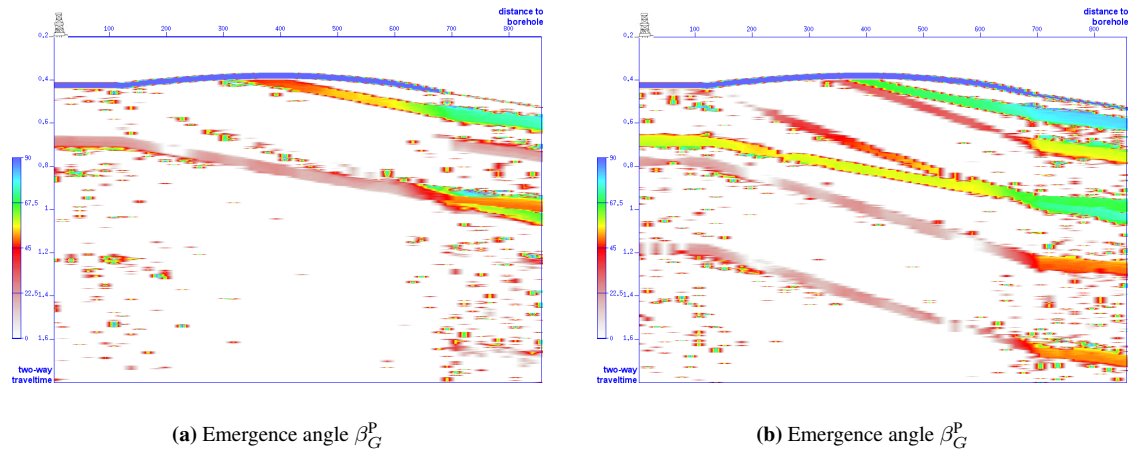 distance to
borehole
0,2
100 200 300 400 500 600 700 800
0,4
0,6
0,8
1
1,2
1,4
1,6
90
67,5
45
22,5
0
two-way
traveltime
(a) Emergence angle β_G^P
distance to
borehole
0,2
100 200 300 400 500 600 700 800
0,4
0,6
0,8
1
1,2
1,4
1,6
90
67,5
45
22,5
0
two-way
traveltime
(b) Emergence angle β_G^P